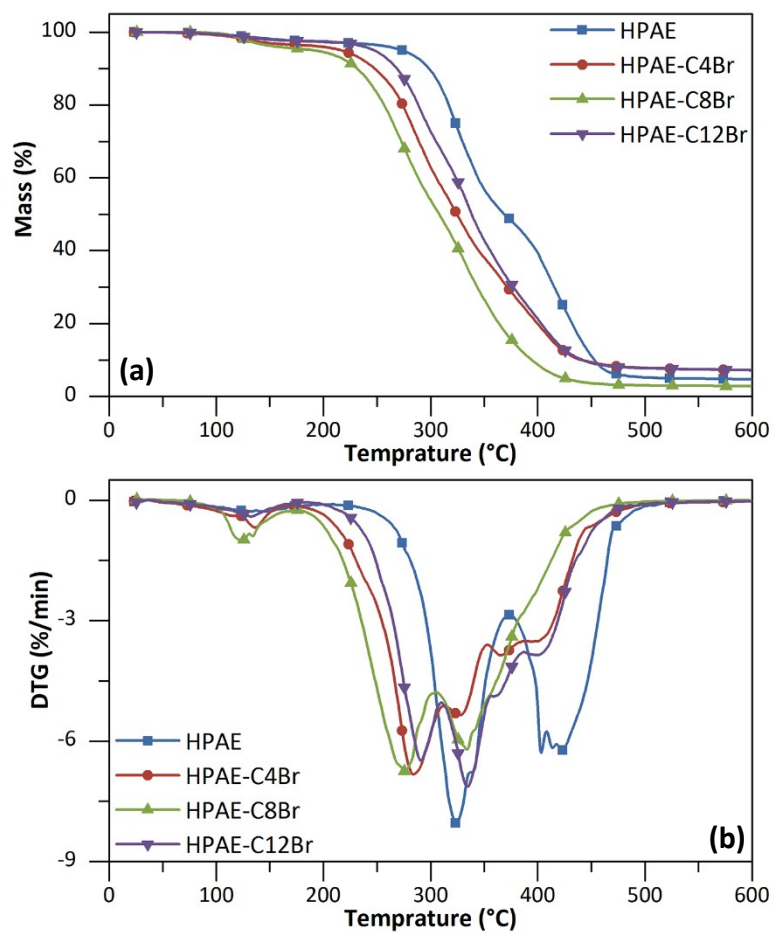 100
80
60
40
20
0
Mass (%)
HPAE
HPAE-C4Br
HPAE-C8Br
HPAE-C12Br
(a)
0 100 200 300 400 500 600
Temprature (°C)
0
-3
-6
-9
DTG (%/min)
HPAE
HPAE-C4Br
HPAE-C8Br
HPAE-C12Br
(b)
0 100 200 300 400 500 600
Temprature (°C)